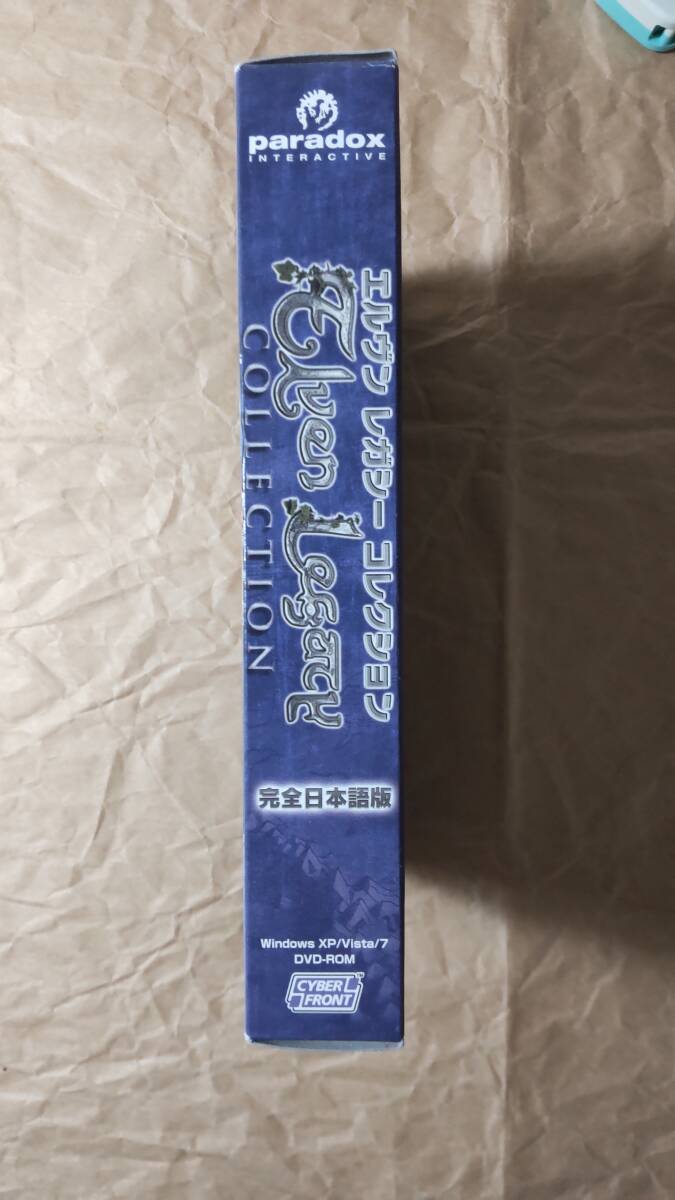 paradox
INTERACTIVE
エルヴン レガシー コレクション
Elven Legacy
COLLECTION
完全日本語版
Windows XP/Vista/7
DVD-ROM
CYBER
FRONT
TM